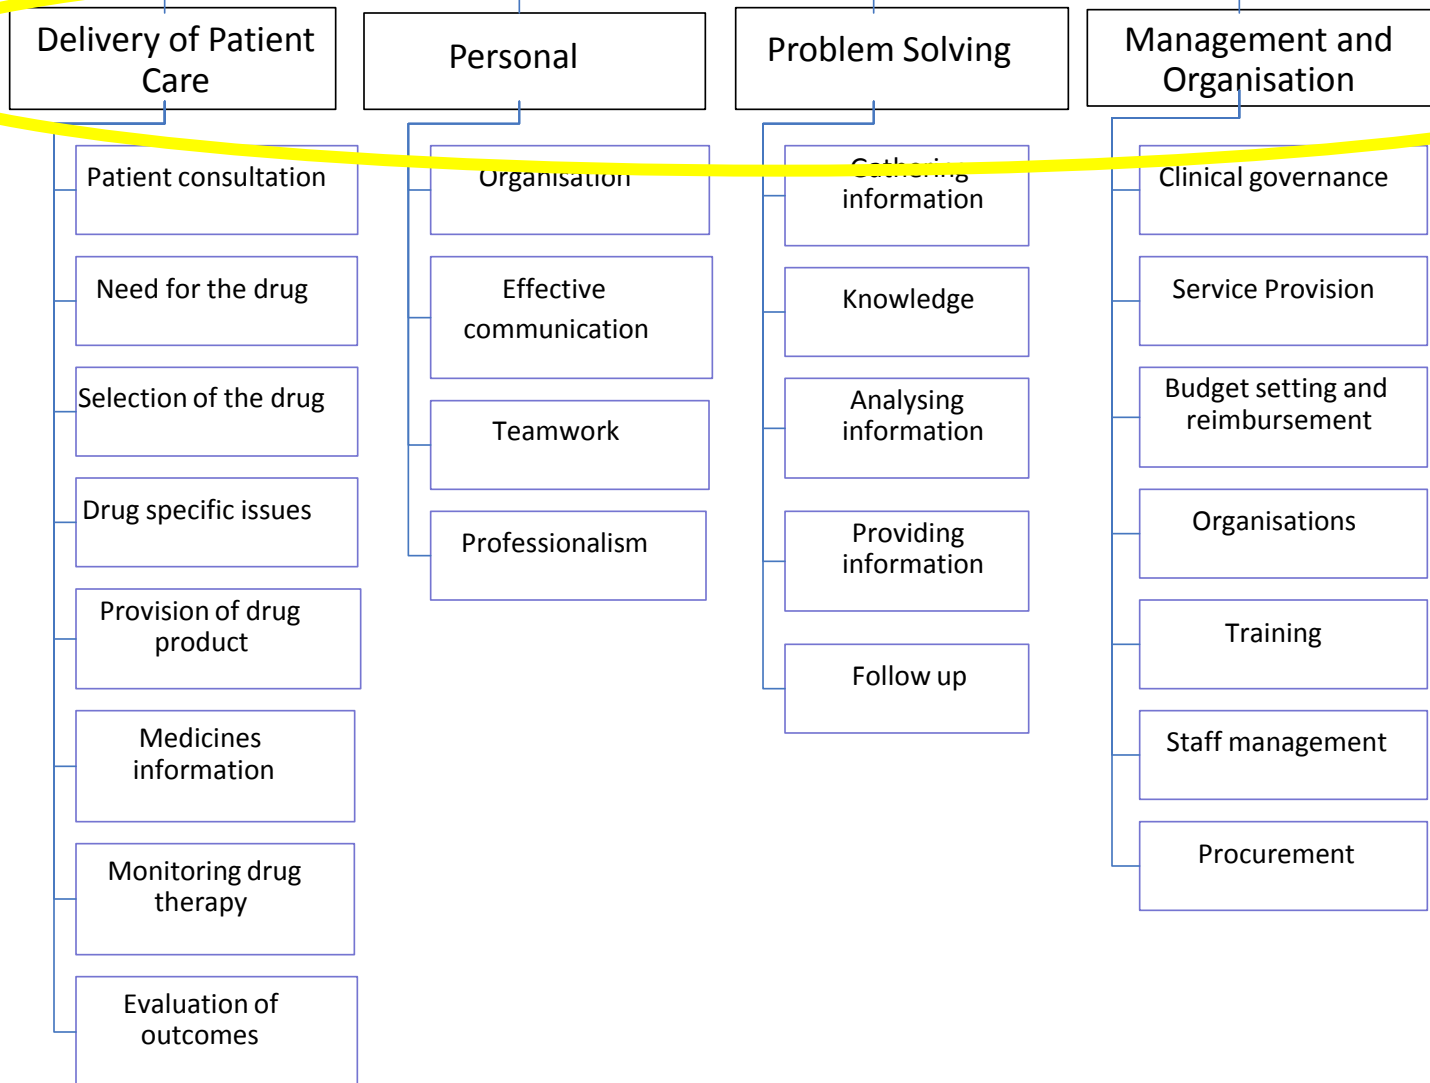 Delivery of Patient
Care
Patient consultation
Need for the drug
Selection of the drug
Drug specific issues
Provision of drug
product
Medicines
information
Monitoring drug
therapy
Evaluation of
outcomes
Personal
Organisation
Effective
communication
Teamwork
Professionalism
Problem Solving
Gathering
information
Knowledge
Analysing
information
Providing
information
Follow up
Management and
Organisation
Clinical governance
Service Provision
Budget setting and
reimbursement
Organisations
Training
Staff management
Procurement